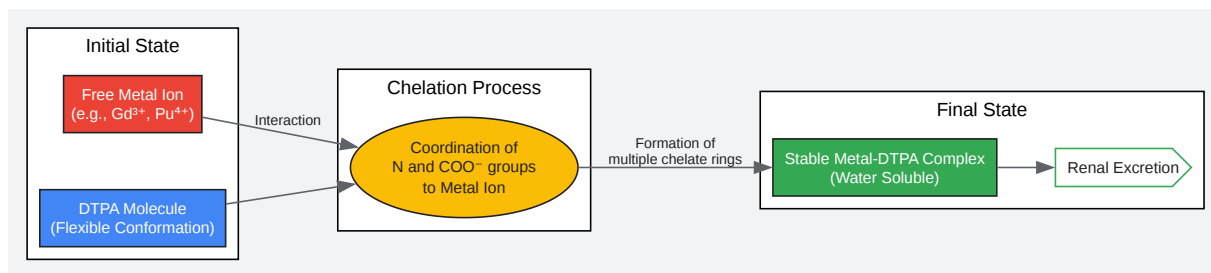 Initial State
Free Metal Ion
(e.g., Gd³⁺, Pu⁴⁺)
DTPA Molecule
(Flexible Conformation)
Interaction
Chelation Process
Coordination of
N and COO⁻ groups
to Metal Ion
Formation of
multiple chelate rings
Final State
Stable Metal-DTPA Complex
(Water Soluble)
Renal Excretion